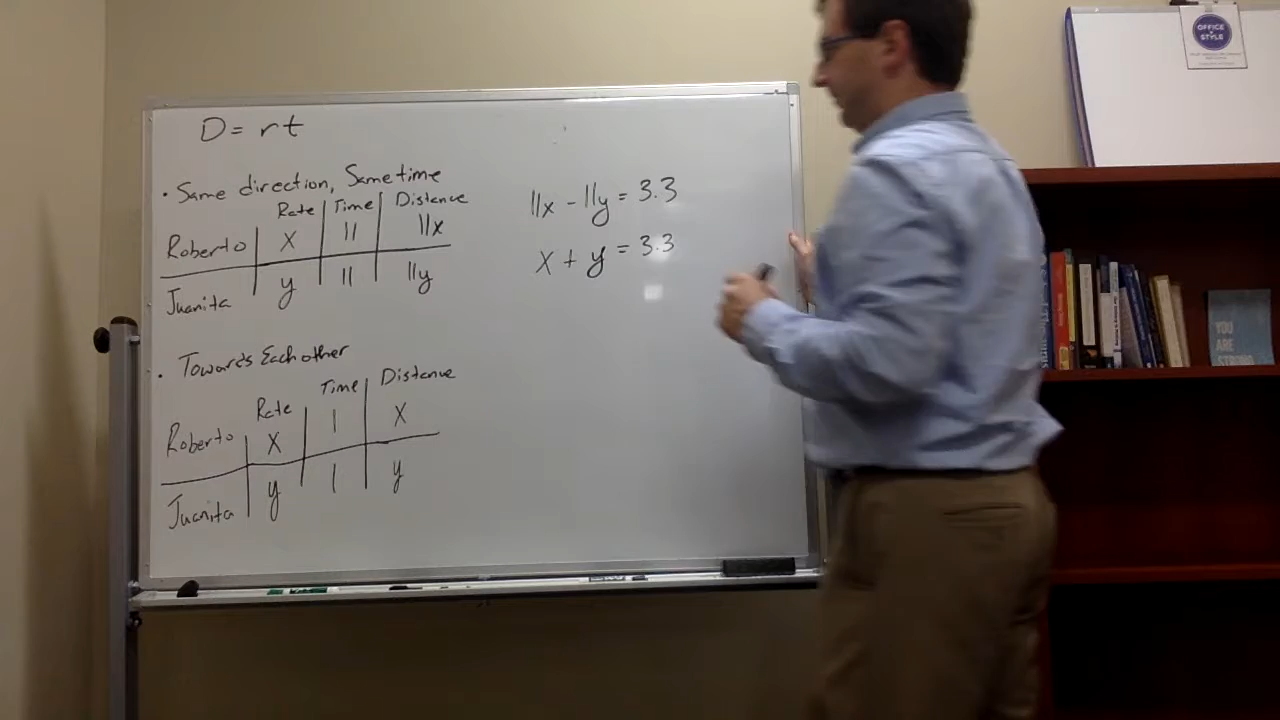 D = rt
• Same direction, Same time
Rate Time Distance
Roberto x 11 11x
Juanita y 11 11y
• Towards Each other
Rate Time Distance
Roberto x 1 x
Juanita y 1 y
11x - 11y = 3.3
x + y = 3.3
OFFICE
STYLE
YOU
ARE
STRONG